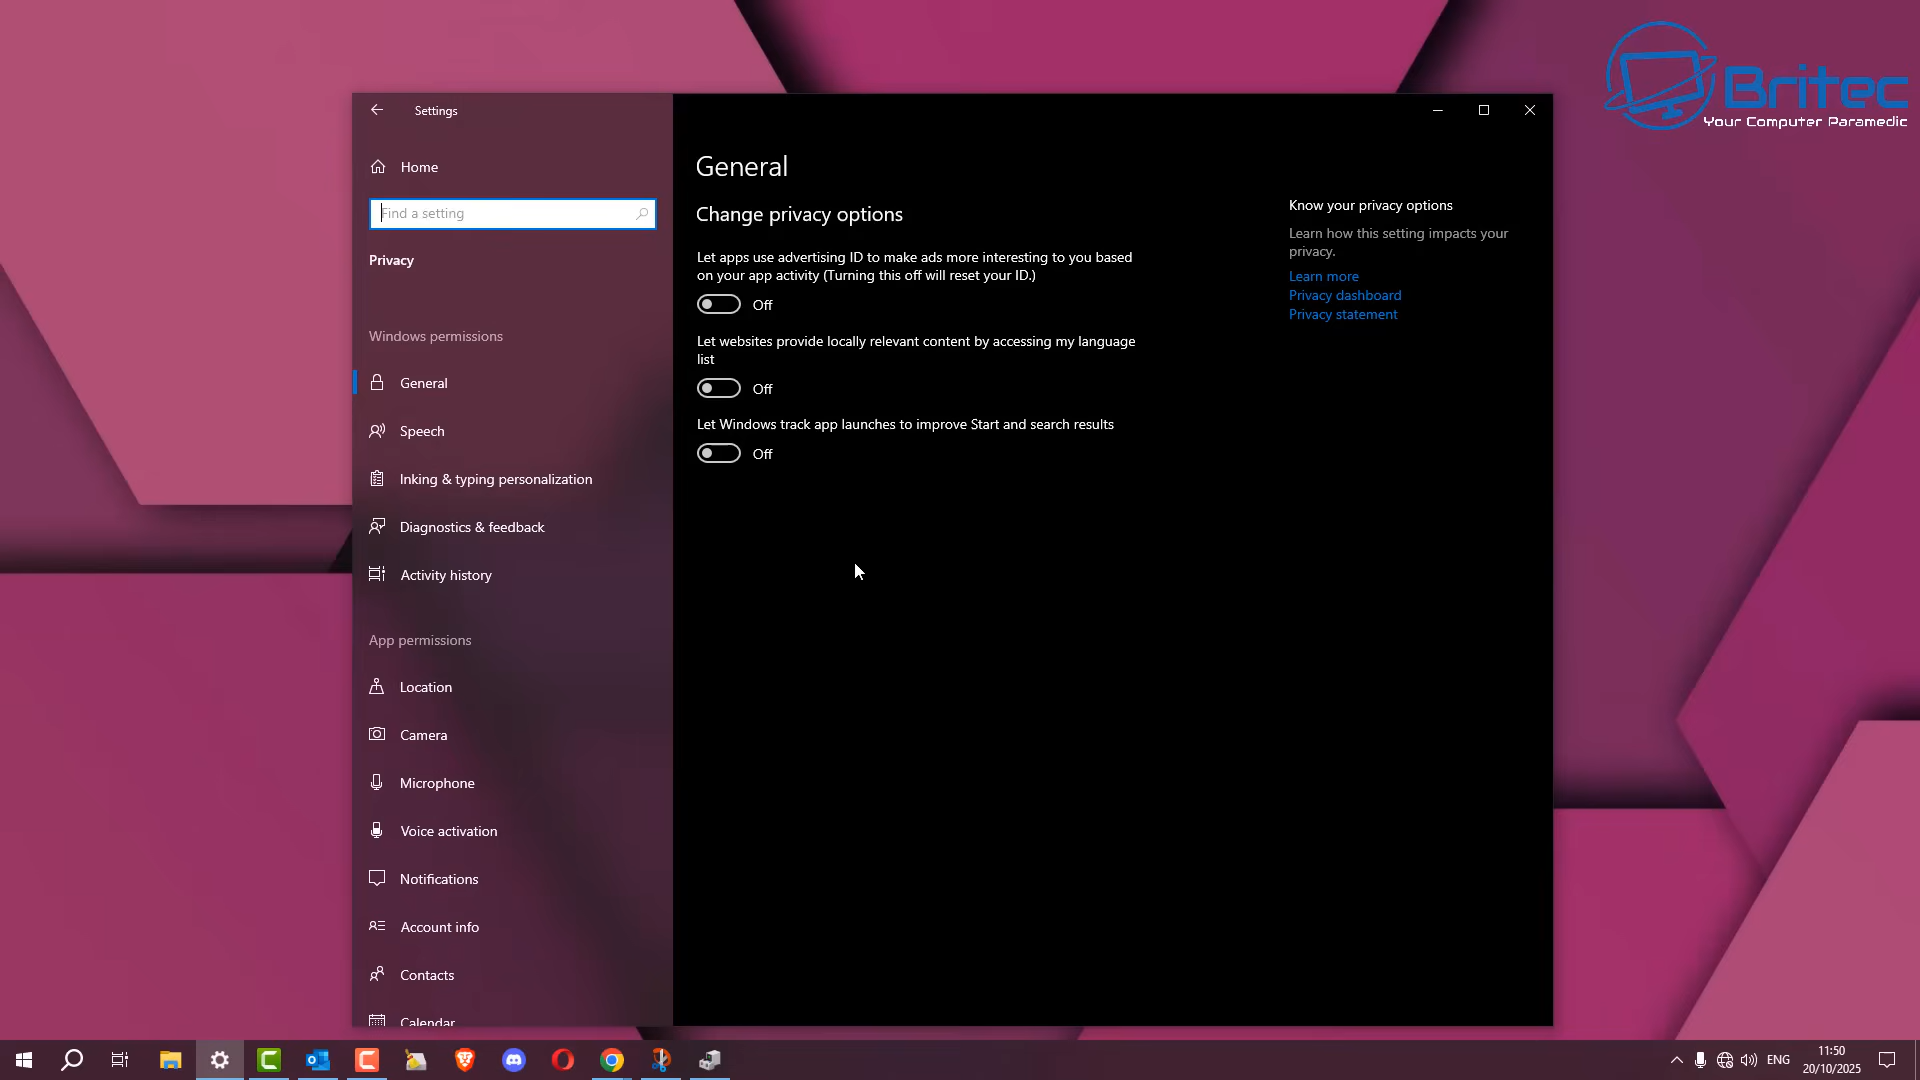 Britec
Your Computer Paramedic
Settings
Home
Find a setting
Privacy
Windows permissions
General
Speech
Inking & typing personalization
Diagnostics & feedback
Activity history
App permissions
Location
Camera
Microphone
Voice activation
Notifications
Account info
Contacts
Calendar
General
Change privacy options
Let apps use advertising ID to make ads more interesting to you based
on your app activity (Turning this off will reset your ID.)
Off
Let websites provide locally relevant content by accessing my language
list
Off
Let Windows track app launches to improve Start and search results
Off
Know your privacy options
Learn how this setting impacts your
privacy.
Learn more
Privacy dashboard
Privacy statement
ENG
11:50
20/10/2025